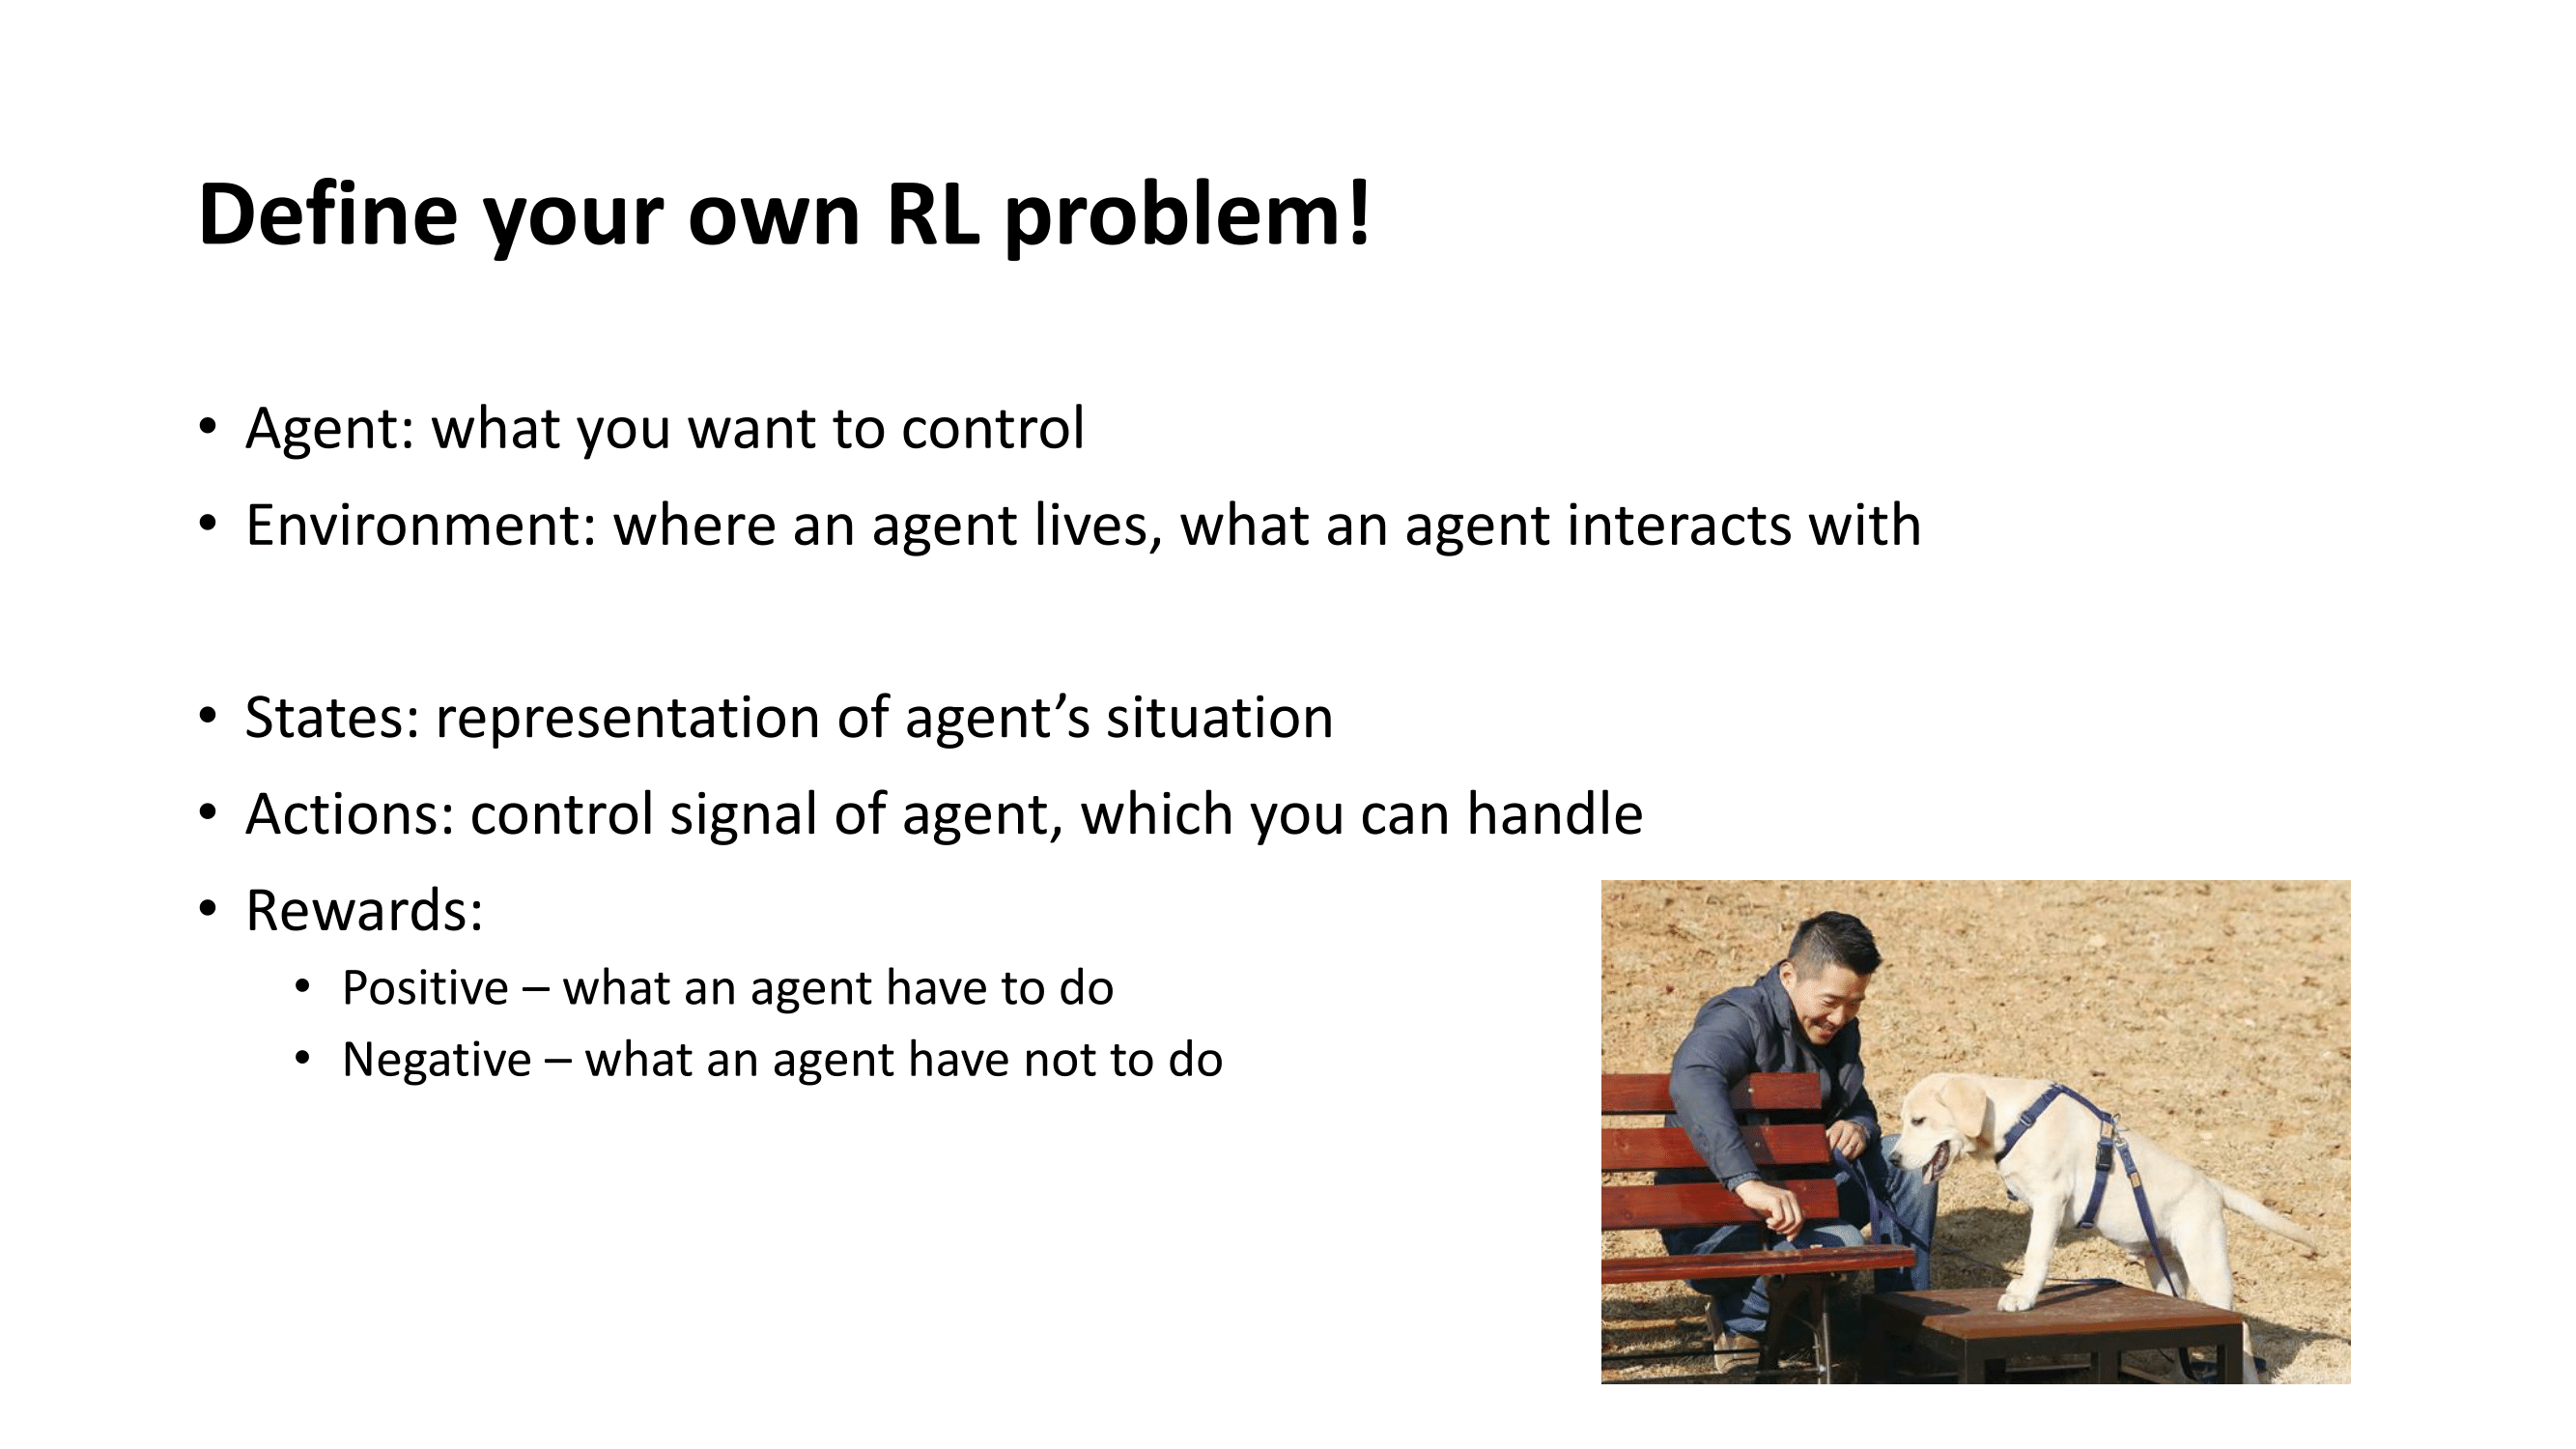 Define your own RL problem!
• Agent: what you want to control
• Environment: where an agent lives, what an agent interacts with
• States: representation of agent’s situation
• Actions: control signal of agent, which you can handle
• Rewards:
• Positive – what an agent have to do
• Negative – what an agent have not to do